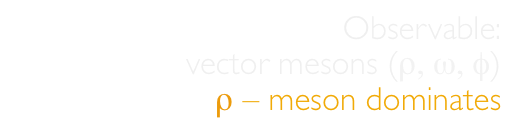 Observable:
vector mesons (ρ, ω, ϕ)
ρ – meson dominates